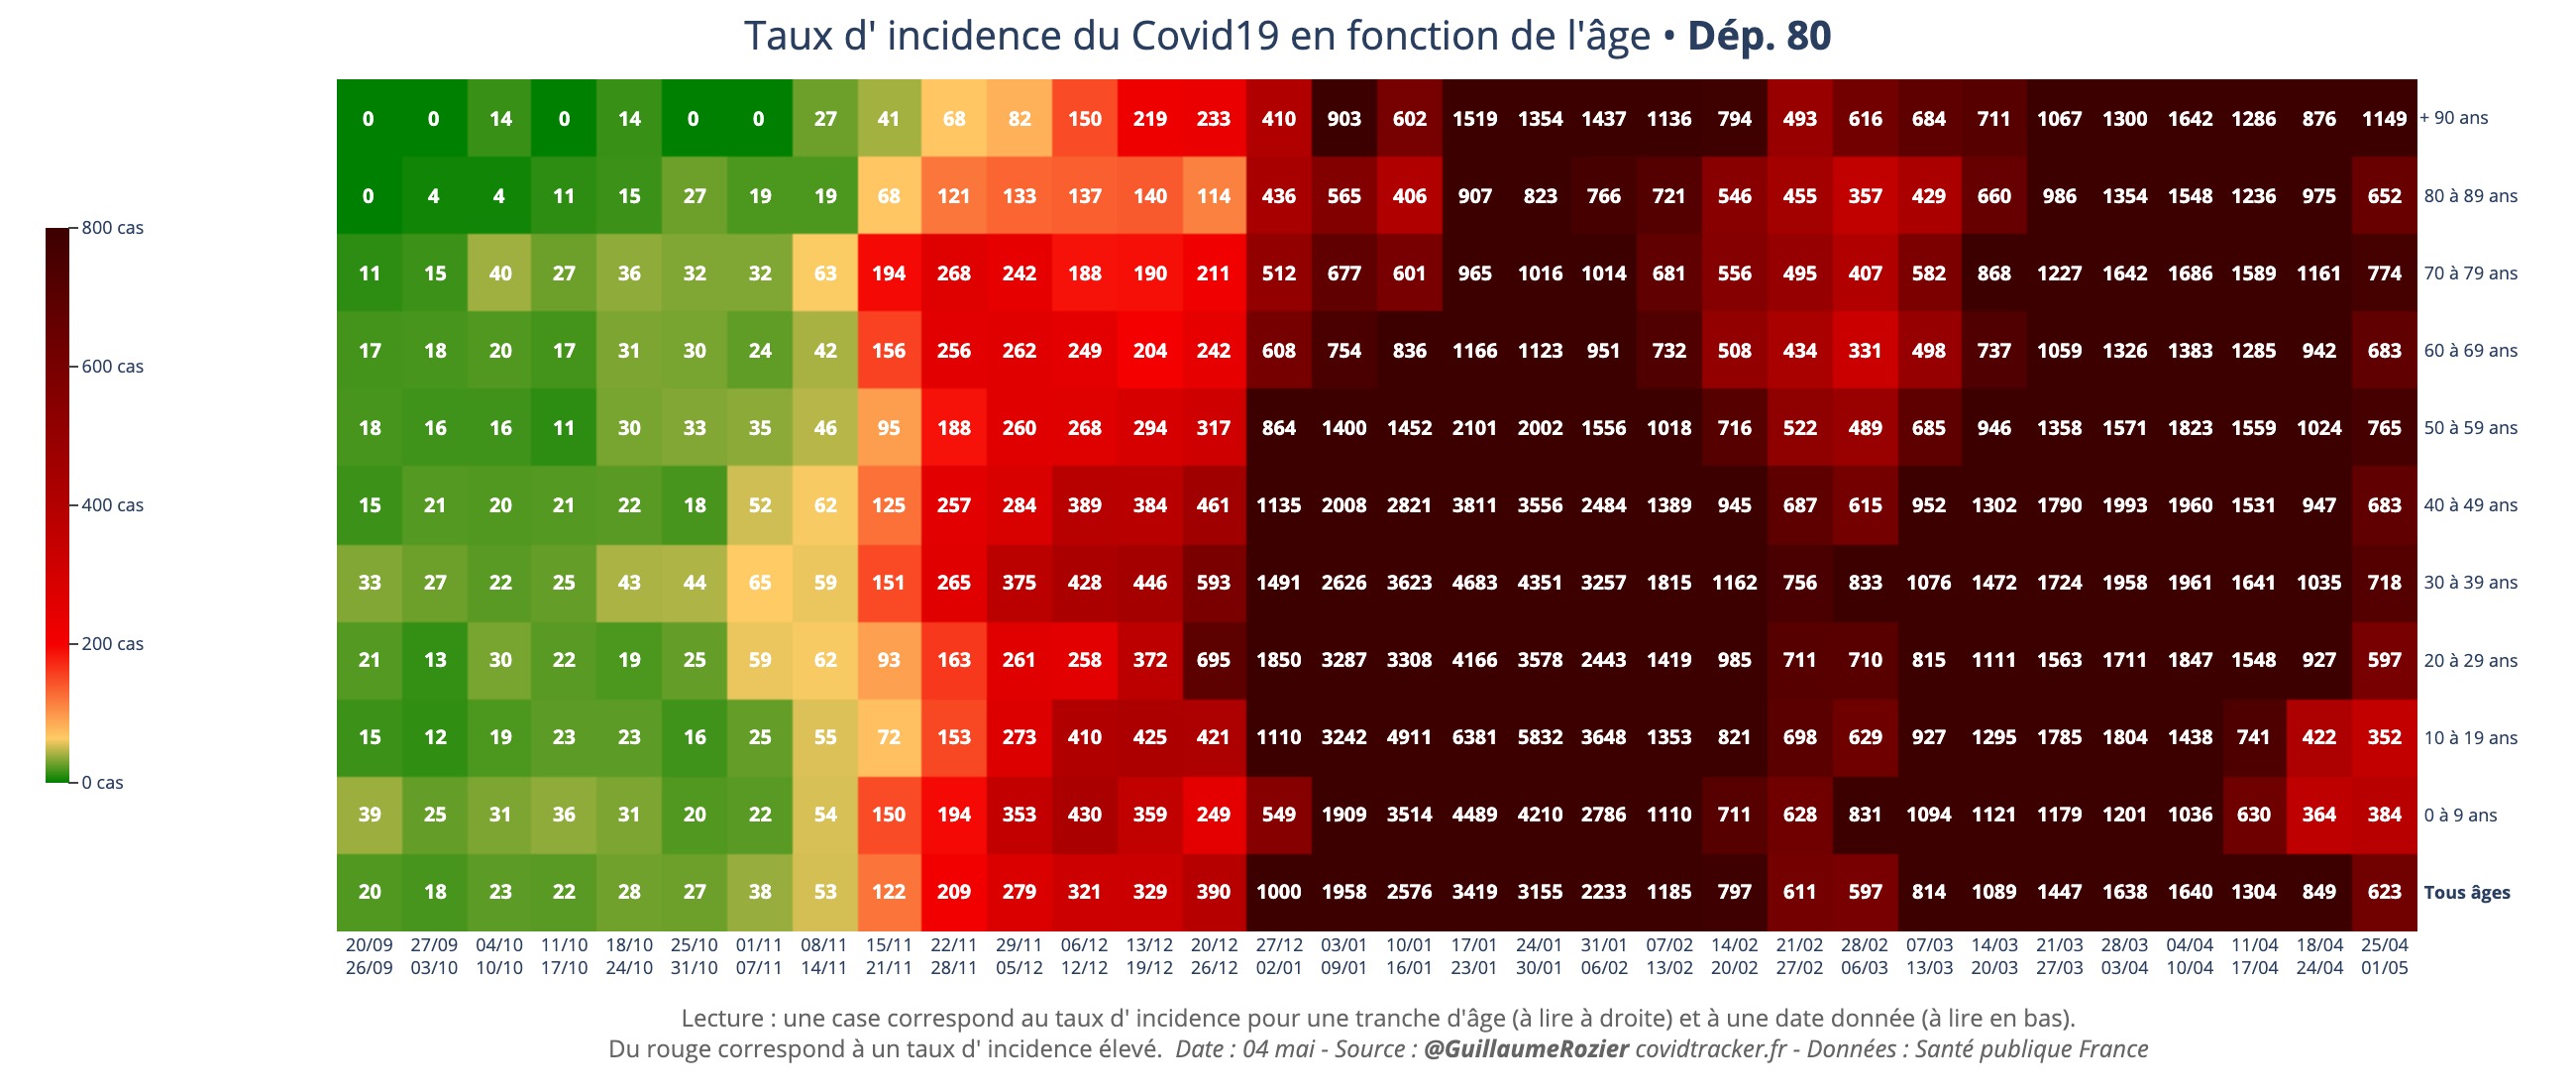 Taux d' incidence du Covid19 en fonction de l'âge • Dép. 80
800 cas
600 cas
400 cas
200 cas
0 cas
0 0 14 0 14 0 0 27 41 68 82 150 219 233 410 903 602 1519 1354 1437 1136 794 493 616 684 711 1067 1300 1642 1286 876 1149 + 90 ans
0 4 4 11 15 27 19 19 68 121 133 137 140 114 436 565 406 907 823 766 721 546 455 357 429 660 986 1354 1548 1236 975 652 80 à 89 ans
11 15 40 27 36 32 32 63 194 268 242 188 190 211 512 677 601 965 1016 1014 681 556 495 407 582 868 1227 1642 1686 1589 1161 774 70 à 79 ans
17 18 20 17 31 30 24 42 156 256 262 249 204 242 608 754 836 1166 1123 951 732 508 434 331 498 737 1059 1326 1383 1285 942 683 60 à 69 ans
18 16 16 11 30 33 35 46 95 188 260 268 294 317 864 1400 1452 2101 2002 1556 1018 716 522 489 685 946 1358 1571 1823 1559 1024 765 50 à 59 ans
15 21 20 21 22 18 52 62 125 257 284 389 384 461 1135 2008 2821 3811 3556 2484 1389 945 687 615 952 1302 1790 1993 1960 1531 947 683 40 à 49 ans
33 27 22 25 43 44 65 59 151 265 375 428 446 593 1491 2626 3623 4683 4351 3257 1815 1162 756 833 1076 1472 1724 1958 1961 1641 1035 718 30 à 39 ans
21 13 30 22 19 25 59 62 93 163 261 258 372 695 1850 3287 3308 4166 3578 2443 1419 985 711 710 815 1111 1563 1711 1847 1548 927 597 20 à 29 ans
15 12 19 23 23 16 25 55 72 153 273 410 425 421 1110 3242 4911 6381 5832 3648 1353 821 698 629 927 1295 1785 1804 1438 741 422 352 10 à 19 ans
39 25 31 36 31 20 22 54 150 194 353 430 359 249 549 1909 3514 4489 4210 2786 1110 711 628 831 1094 1121 1179 1201 1036 630 364 384 0 à 9 ans
20 18 23 22 28 27 38 53 122 209 279 321 329 390 1000 1958 2576 3419 3155 2233 1185 797 611 597 814 1089 1447 1638 1640 1304 849 623 Tous âges
20/09 27/09 04/10 11/10 18/10 25/10 01/11 08/11 15/11 22/11 29/11 06/12 13/12 20/12 27/12 03/01 10/01 17/01 24/01 31/01 07/02 14/02 21/02 28/02 07/03 14/03 21/03 28/03 04/04 11/04 18/04 25/04
26/09 03/10 10/10 17/10 24/10 31/10 07/11 14/11 21/11 28/11 05/12 12/12 19/12 26/12 02/01 09/01 16/01 23/01 30/01 06/02 13/02 20/02 27/02 06/03 13/03 20/03 27/03 03/04 10/04 17/04 24/04 01/05
Lecture : une case correspond au taux d' incidence pour une tranche d'âge (à lire à droite) et à une date donnée (à lire en bas).
Du rouge correspond à un taux d' incidence élevé. Date : 04 mai - Source : @GuillaumeRozier covidtracker.fr - Données : Santé publique France